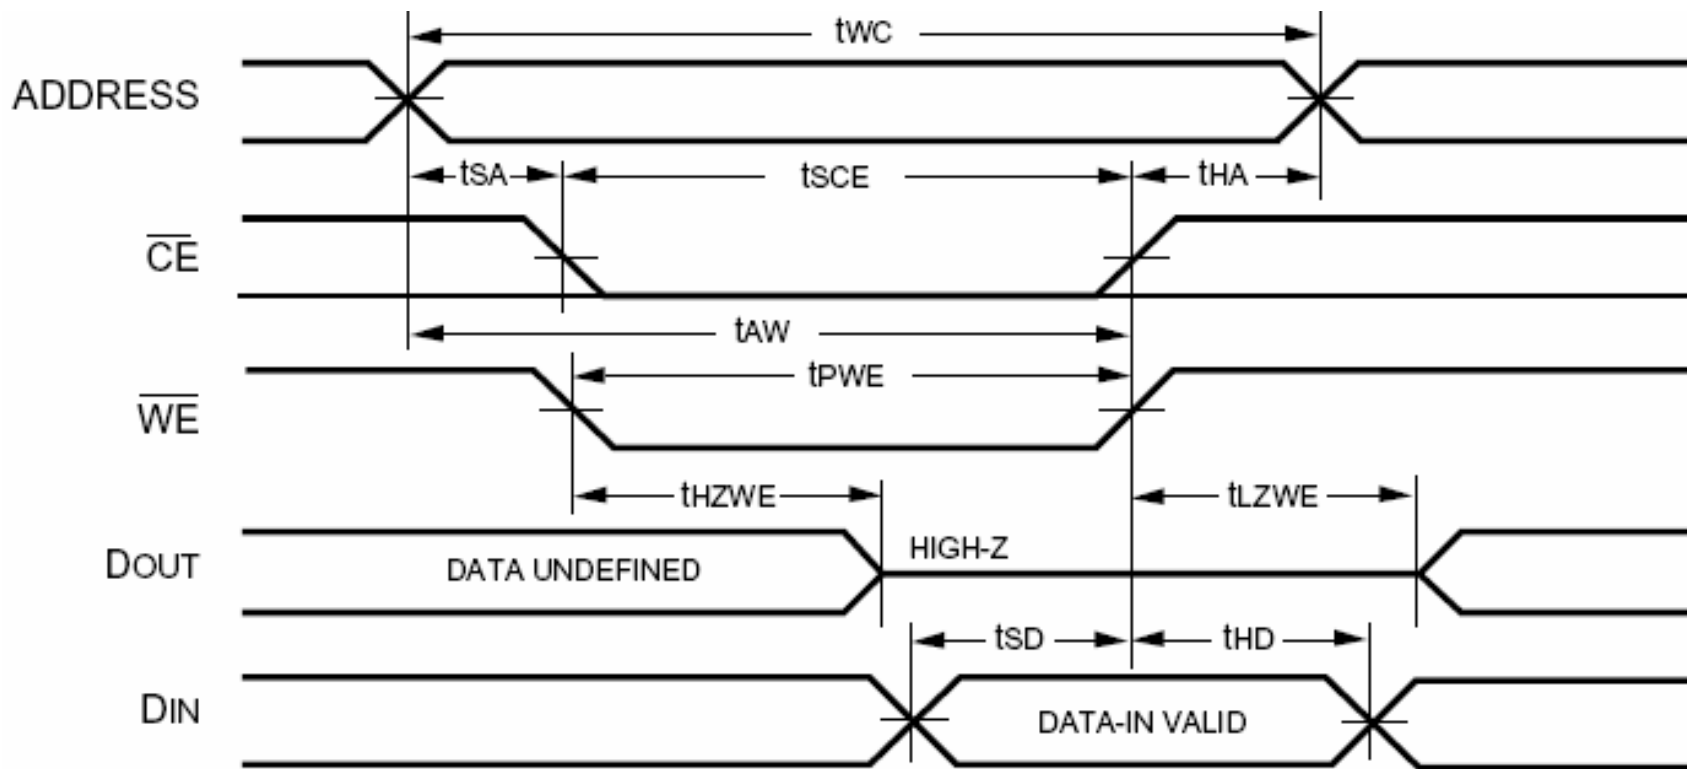 tWC
ADDRESS
tSA tSCE tHA
CE
tAW
tPWE
WE
tHZWE tLZWE
DOUT DATA UNDEFINED HIGH-Z
tSD tHD
DIN DATA-IN VALID